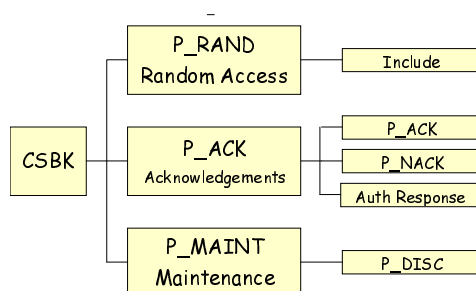 P_RAND
Random Access
Include
CSBK
P_ACK
Acknowledgements
P_ACK
P_NACK
Auth Response
P_MAINT
Maintenance
P_DISC